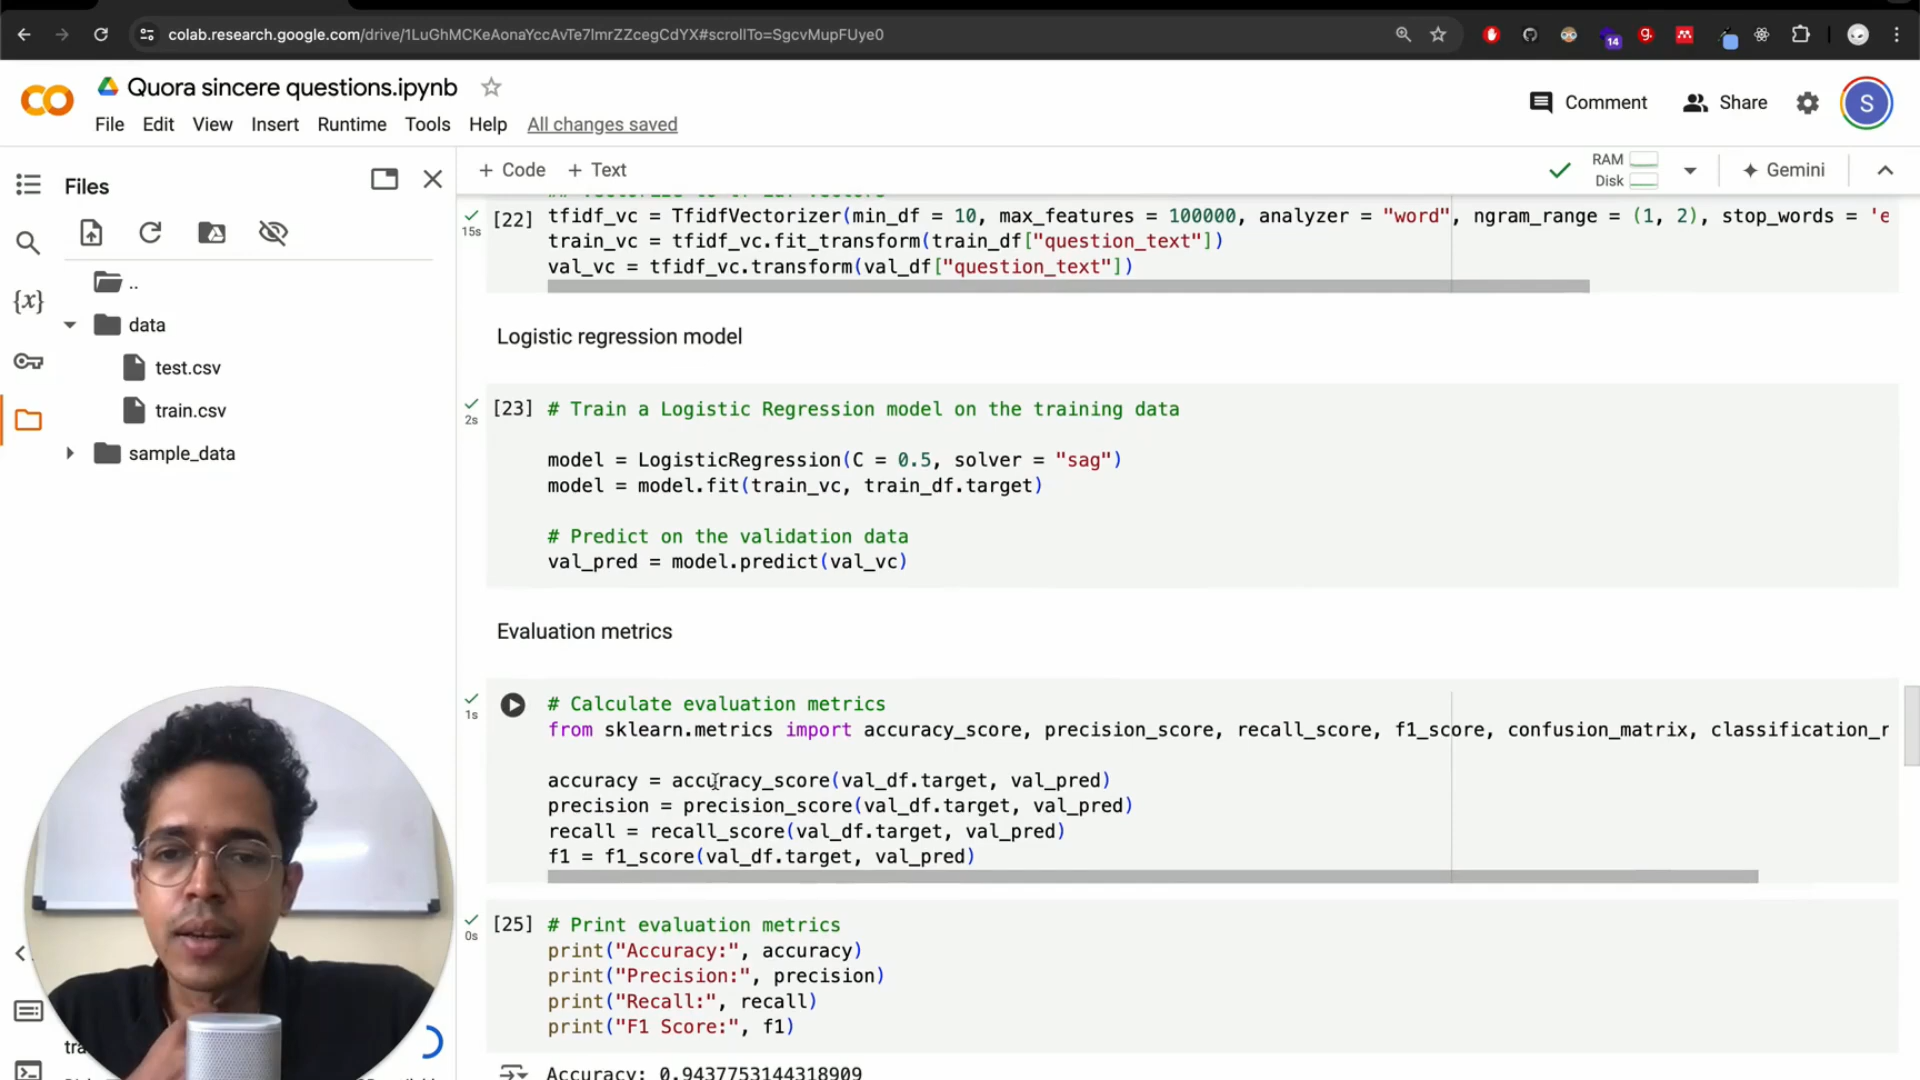 colab.research.google.com/drive/1LuGhMCKeAonaYccAvTe7lmrZZcegCdYX#scrollTo=SgcvMupFUye0
14
g.
Quora sincere questions.ipynb
Comment
Share
S
File Edit View Insert Runtime Tools Help All changes saved
Files
+ Code + Text
RAM
Disk
Gemini
{x}
..
data
test.csv
train.csv
sample_data
15s
[22] tfidf_vc = TfidfVectorizer(min_df = 10, max_features = 100000, analyzer = "word", ngram_range = (1, 2), stop_words = 'e
train_vc = tfidf_vc.fit_transform(train_df["question_text"])
val_vc = tfidf_vc.transform(val_df["question_text"])
Logistic regression model
2s
[23] # Train a Logistic Regression model on the training data
model = LogisticRegression(C = 0.5, solver = "sag")
model = model.fit(train_vc, train_df.target)
# Predict on the validation data
val_pred = model.predict(val_vc)
Evaluation metrics
1s
# Calculate evaluation metrics
from sklearn.metrics import accuracy_score, precision_score, recall_score, f1_score, confusion_matrix, classification_r
accuracy = accuracy_score(val_df.target, val_pred)
precision = precision_score(val_df.target, val_pred)
recall = recall_score(val_df.target, val_pred)
f1 = f1_score(val_df.target, val_pred)
0s
[25] # Print evaluation metrics
print("Accuracy:", accuracy)
print("Precision:", precision)
print("Recall:", recall)
print("F1 Score:", f1)
Accuracy: 0.9437753144318909